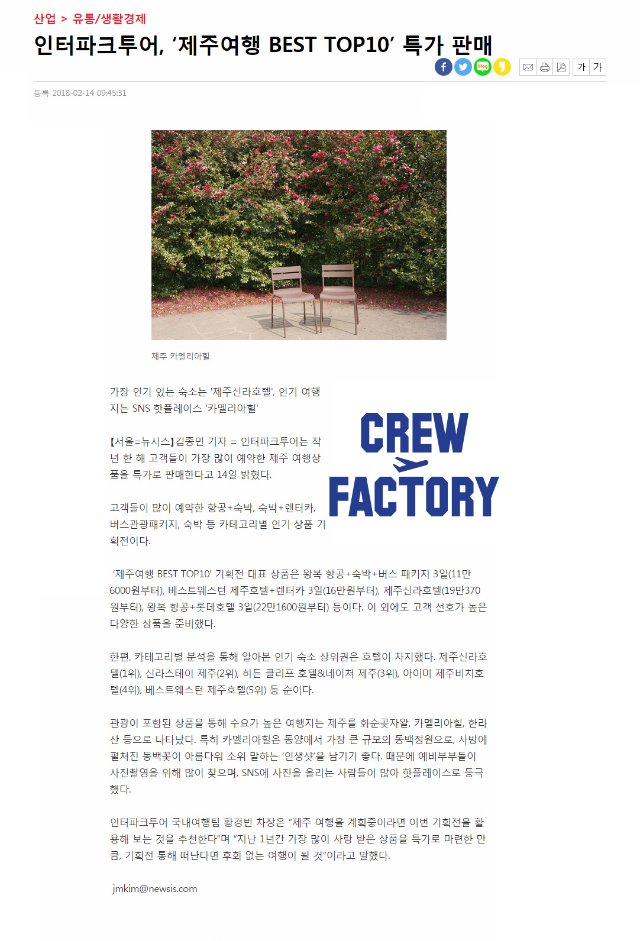 산업 > 유통/생활경제
인터파크투어, ‘제주여행 BEST TOP10’ 특가 판매
등록 2018-02-14 09:45:31
가 가
제주 카멜리아힐
가장 인기 있는 숙소는 '제주신라호텔', 인기 여행
지는 SNS 핫플레이스 '카멜리아힐'
【서울=뉴시스】김종민 기자 = 인터파크투어는 작
년 한 해 고객들이 가장 많이 예약한 제주 여행상
품을 특가로 판매한다고 14일 밝혔다.
CREW
FACTORY
고객들이 많이 예약한 항공+숙박, 숙박+렌터카,
버스관광패키지, 숙박 등 카테고리별 인기 상품 기
획전이다.
'제주여행 BEST TOP10' 기획전 대표 상품은 왕복 항공+숙박+버스 패키지 3일(11만
6000원부터), 베스트웨스턴 제주호텔+렌터카 3일(16만원부터), 제주신라호텔(19만370
원부터), 왕복 항공+롯데호텔 3일(22만1600원부터) 등이다. 이 외에도 고객 선호가 높은
다양한 상품을 준비했다.
한편, 카테고리별 분석을 통해 알아본 인기 숙소 상위권은 호텔이 차지했다. 제주신라호
텔(1위), 신라스테이 제주(2위), 히든 클리프 호텔&네이쳐 제주(3위), 아이미 제주비치호
텔(4위), 베스트웨스턴 제주호텔(5위) 등 순이다.
관광이 포함된 상품을 통해 수요가 높은 여행지는 제주를 화순곶자왈, 카멜리아힐, 한라
산 등으로 나타났다. 특히 카멜리아힐은 동양에서 가장 큰 규모의 동백정원으로, 사방에
펼쳐진 동백꽃이 아름다워 소위 말하는 '인생샷'을 남기기 좋다. 때문에 예비부부들이
사진촬영을 위해 많이 찾으며, SNS에 사진을 올리는 사람들이 많아 핫플레이스로 등극
했다.
인터파크투어 국내여행팀 황경빈 차장은 "제주 여행을 계획중이라면 이번 기획전을 활
용해 보는 것을 추천한다"며 "지난 1년간 가장 많이 사랑 받은 상품을 특가로 마련한 만
큼, 기획전 통해 떠난다면 후회 없는 여행이 될 것"이라고 말했다.
jmkim@newsis.com